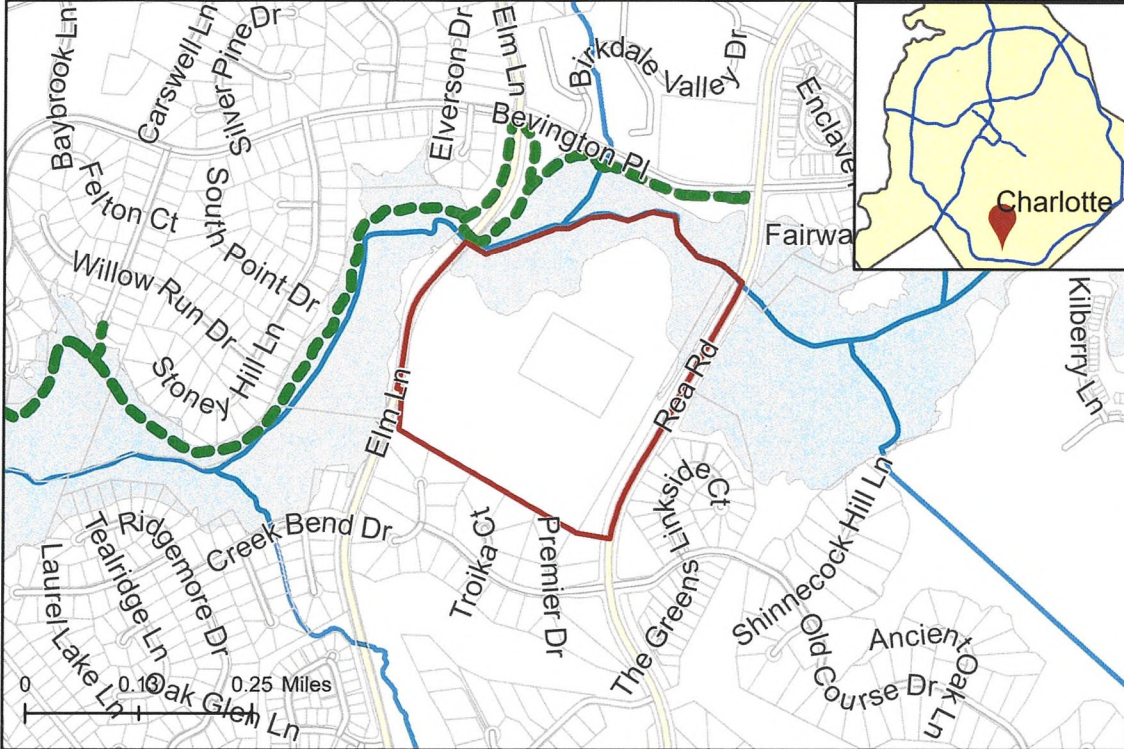 Baybrook Ln
Carswell Ln
Silver Pine Dr
Elverson Dr
Elm Ln
Birkdale Valley Dr
Enclave
Bevington Pl
Charlotte
Felton Ct
South Point Dr
Fairwa
Willow Run Dr
Kilberry Ln
Stoney Hill Ln
Elm Ln
Rea Rd
Linkside Ct
Creek Bend Dr
Ridgemore Dr
Tealridge Ln
Laurel Lake Ln
Troika Ct
Premier Dr
The Greens
Shinnecock Hill Ln
Old Course Dr
Ancient Oak Ln
Oak Glen Ln
0 0.13 0.25 Miles